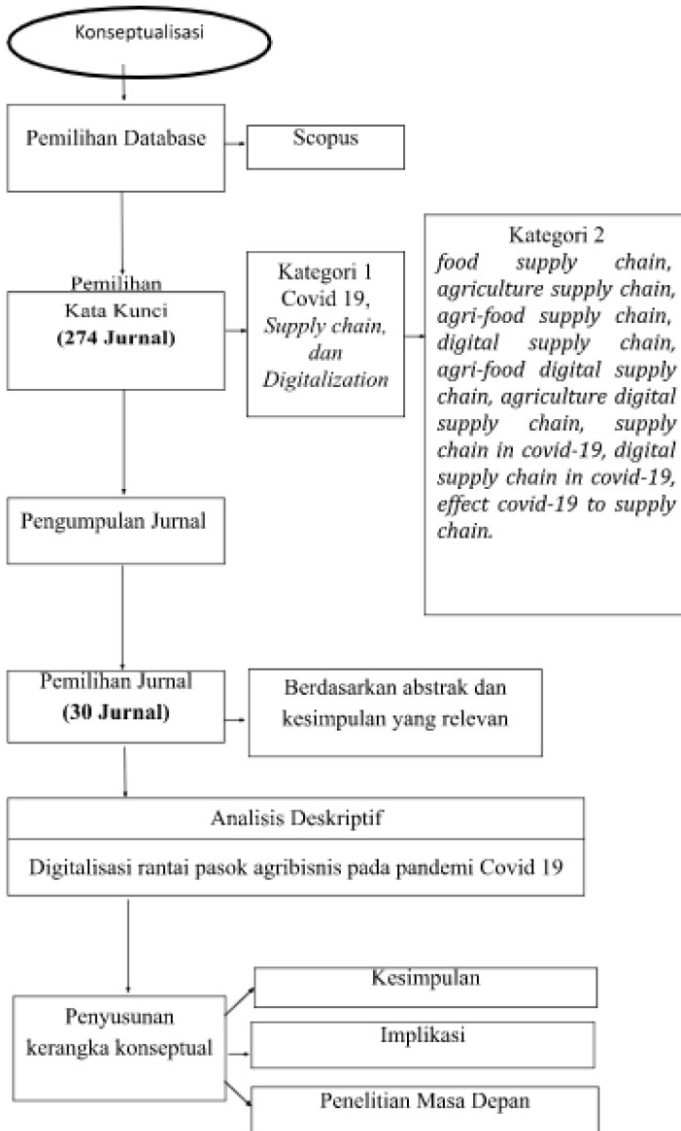 Konseptualisasi
Pemilihan Database
Scopus
Pemilihan
Kata Kunci
(274 Jurnal)
Kategori 1
Covid 19,
Supply chain,
dan
Digitalization
Kategori 2
food supply chain,
agriculture supply chain,
agri-food supply chain,
digital supply chain,
agri-food digital supply
chain, agriculture digital
supply chain, supply
chain in covid-19, digital
supply chain in covid-19,
effect covid-19 to supply
chain.
Pengumpulan Jurnal
Pemilihan Jurnal
(30 Jurnal)
Berdasarkan abstrak dan
kesimpulan yang relevan
Analisis Deskriptif
Digitalisasi rantai pasok agribisnis pada pandemi Covid 19
Penyusunan
kerangka konseptual
Kesimpulan
Implikasi
Penelitian Masa Depan